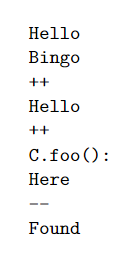 Hello
Bingo
++
Hello
++
C.foo():
Here
--
Found